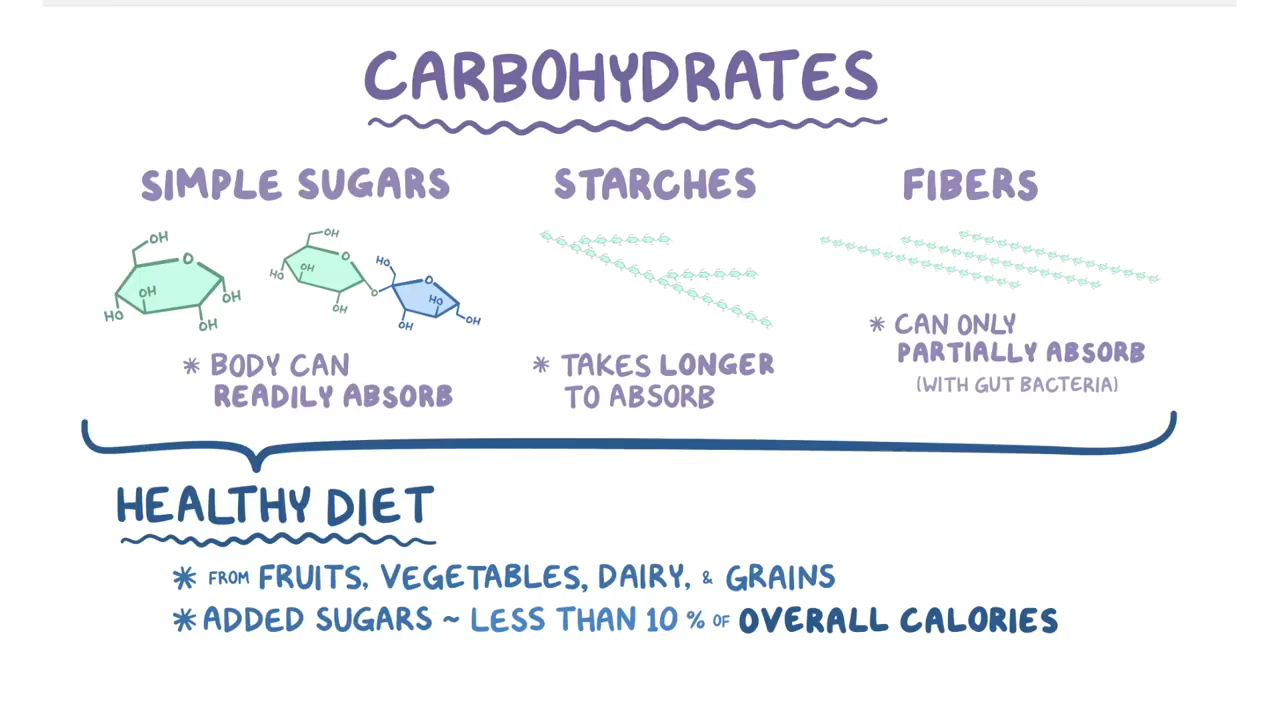 CARBOHYDRATES
SIMPLE SUGARS
STARCHES
FIBERS
OH
O
OH
HO
OH
OH
OH
O
HO
OH
OH
O
HO
O
HO
OH
OH
* BODY CAN
READILY ABSORB
* TAKES LONGER
TO ABSORB
* CAN ONLY
PARTIALLY ABSORB
(WITH GUT BACTERIA)
HEALTHY DIET
* FROM FRUITS, VEGETABLES, DAIRY, & GRAINS
* ADDED SUGARS ~ LESS THAN 10 % OF OVERALL CALORIES